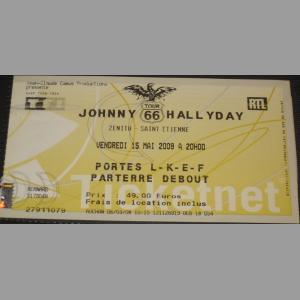 Jean-Claude Camus Productions
présente
TOUR
66
JOHNNY HALLYDAY
RTL
ZENITH - SAINT ETIENNE
VENDREDI 15 MAI 2009 A 20H00
PORTES L-K-E-F
PARTERRE DEBOUT
Ticketnet
Prix : 49,00 Euros
Frais de location inclus
27911079